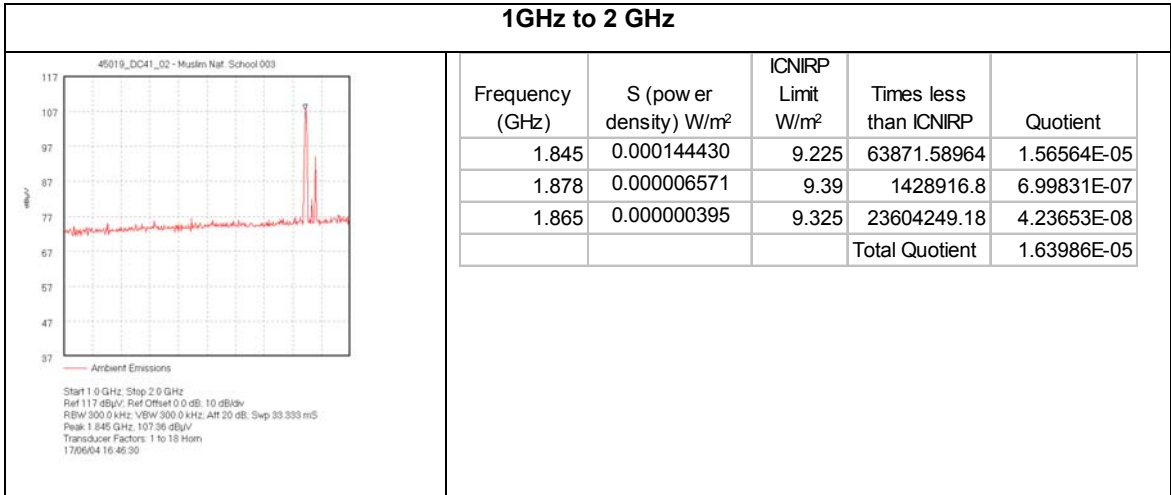 1GHz to 2 GHz
45019_DC41_02 - Muslim Nat. School 003
117
107
97
87
77
67
57
47
37
dBµV
Ambient Emissions
Start 1.0 GHz; Stop 2.0 GHz
Ref 117 dBµV; Ref Offset 0.0 dB; 10 dB/div
RBW 300.0 kHz; VBW 300.0 kHz; Att 20 dB; Swp 33.333 mS
Peak 1.845 GHz, 107.36 dBµV
Transducer Factors: 1 to 18 Horn
17/06/04 16:46:30
Frequency (GHz) S (pow er density) W/m² ICNIRP Limit W/m² Times less than ICNIRP Quotient
1.845 0.000144430 9.225 63871.58964 1.56564E-05
1.878 0.000006571 9.39 1428916.8 6.99831E-07
1.865 0.000000395 9.325 23604249.18 4.23653E-08
Total Quotient 1.63986E-05